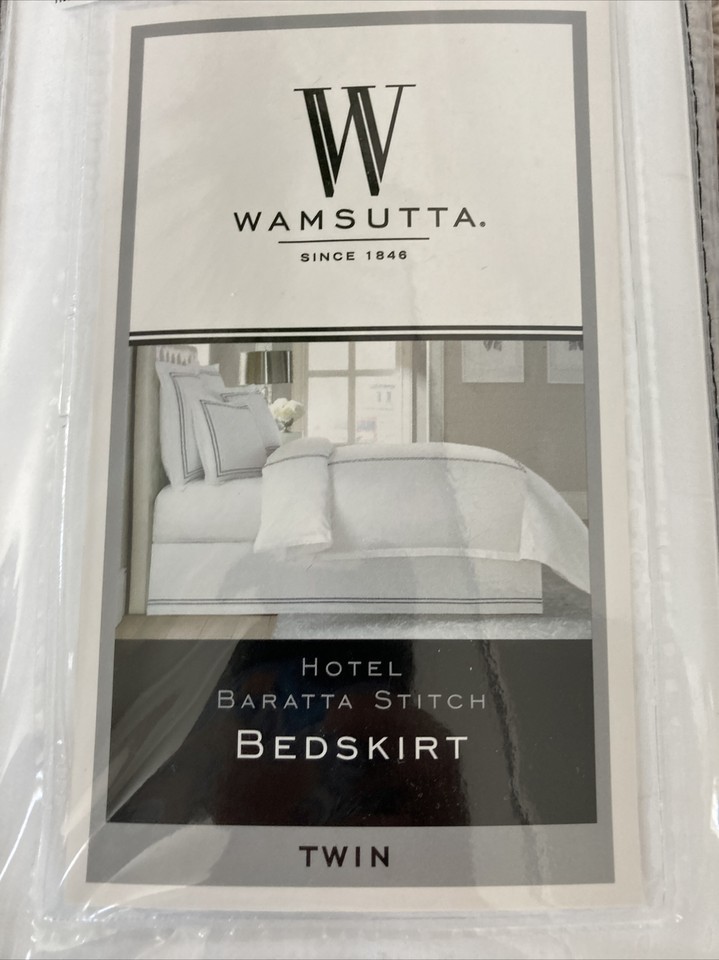 W
WAMSUTTA®
SINCE 1846
HOTEL
BARATTA STITCH
BEDSKIRT
TWIN